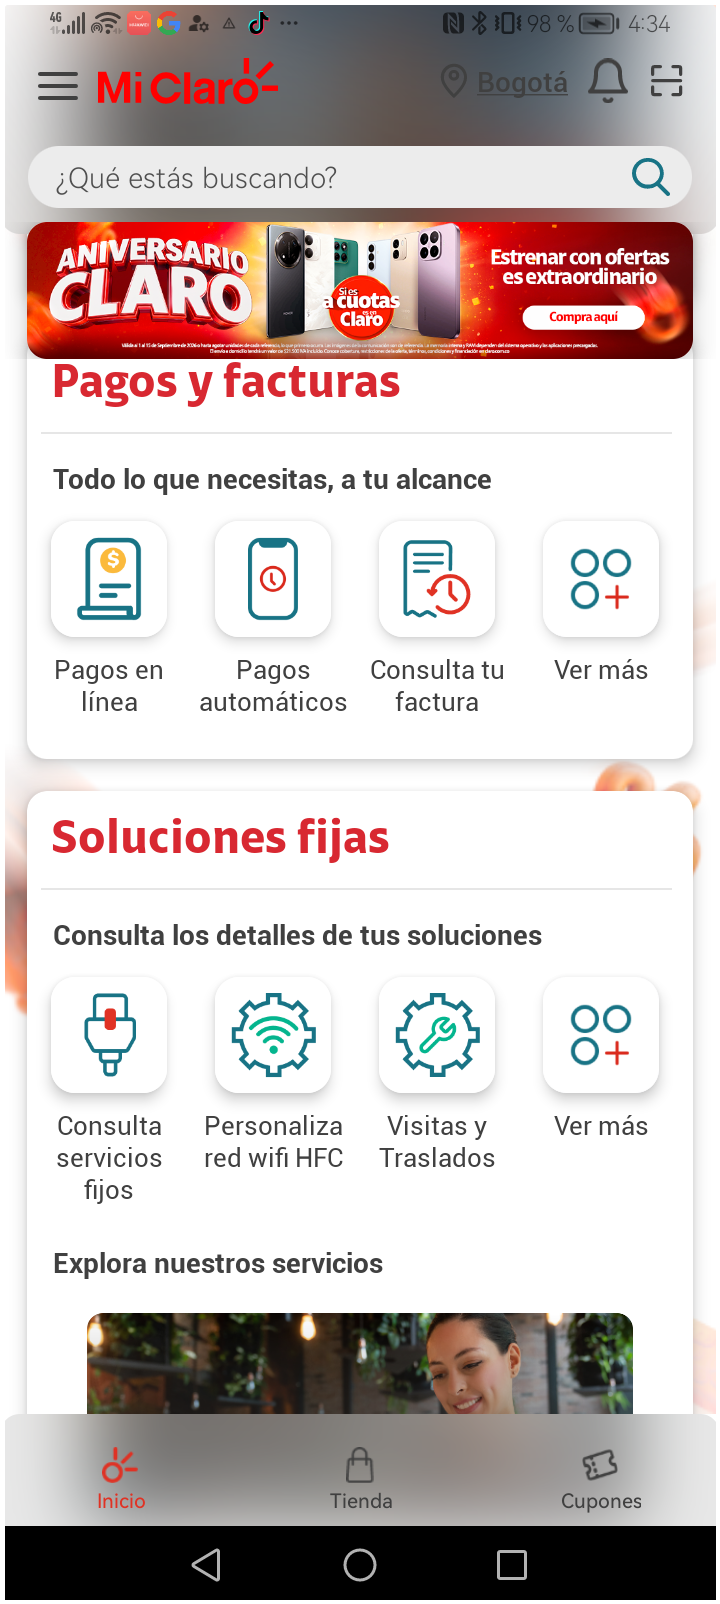 4G 98 % 4:34
Mi Claro Bogotá
¿Qué estás buscando?
ANIVERSARIO
CLARO
Si es
a cuotas
es en
Claro
Estrenar con ofertas
es extraordinario
Compra aquí
Pagos y facturas
Todo lo que necesitas, a tu alcance
Pagos en
línea
Pagos
automáticos
Consulta tu
factura
Ver más
Soluciones fijas
Consulta los detalles de tus soluciones
Consulta
servicios
fijos
Personaliza
red wifi HFC
Visitas y
Traslados
Ver más
Explora nuestros servicios
Inicio
Tienda
Cupones